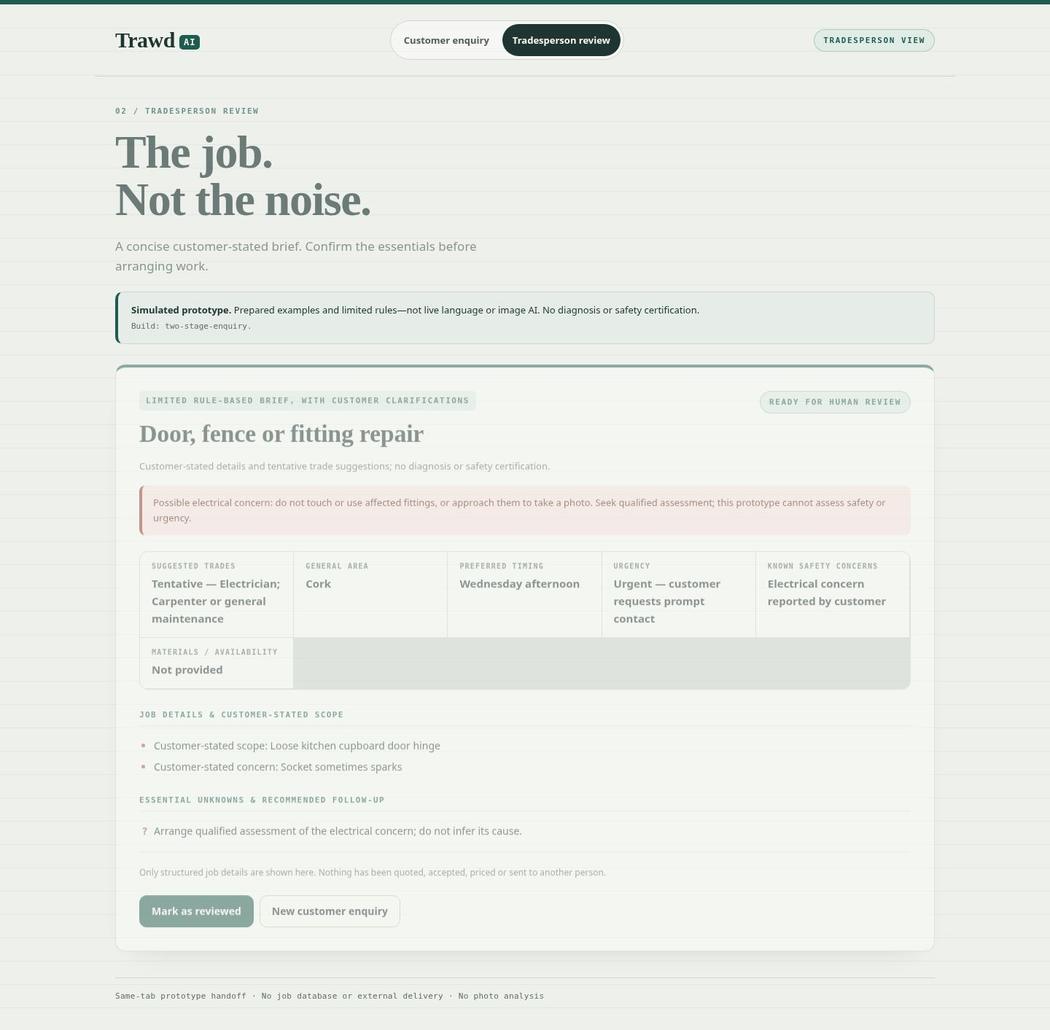 Trawd AI
Customer enquiry
Tradesperson review
TRADESPERSON VIEW
02 / TRADESPERSON REVIEW
The job.
Not the noise.
A concise customer-stated brief. Confirm the essentials before
arranging work.
Simulated prototype. Prepared examples and limited rules—not live language or image AI. No diagnosis or safety certification.
Build: two-stage-enquiry.
LIMITED RULE-BASED BRIEF, WITH CUSTOMER CLARIFICATIONS
READY FOR HUMAN REVIEW
Door, fence or fitting repair
Customer-stated details and tentative trade suggestions; no diagnosis or safety certification.
Possible electrical concern: do not touch or use affected fittings, or approach them to take a photo. Seek qualified assessment; this prototype cannot assess safety or
urgency.
SUGGESTED TRADES
Tentative — Electrician;
Carpenter or general
maintenance
GENERAL AREA
Cork
PREFERRED TIMING
Wednesday afternoon
URGENCY
Urgent — customer
requests prompt
contact
KNOWN SAFETY CONCERNS
Electrical concern
reported by customer
MATERIALS / AVAILABILITY
Not provided
JOB DETAILS & CUSTOMER-STATED SCOPE
• Customer-stated scope: Loose kitchen cupboard door hinge
• Customer-stated concern: Socket sometimes sparks
ESSENTIAL UNKNOWNS & RECOMMENDED FOLLOW-UP
? Arrange qualified assessment of the electrical concern; do not infer its cause.
Only structured job details are shown here. Nothing has been quoted, accepted, priced or sent to another person.
Mark as reviewed
New customer enquiry
Same-tab prototype handoff · No job database or external delivery · No photo analysis